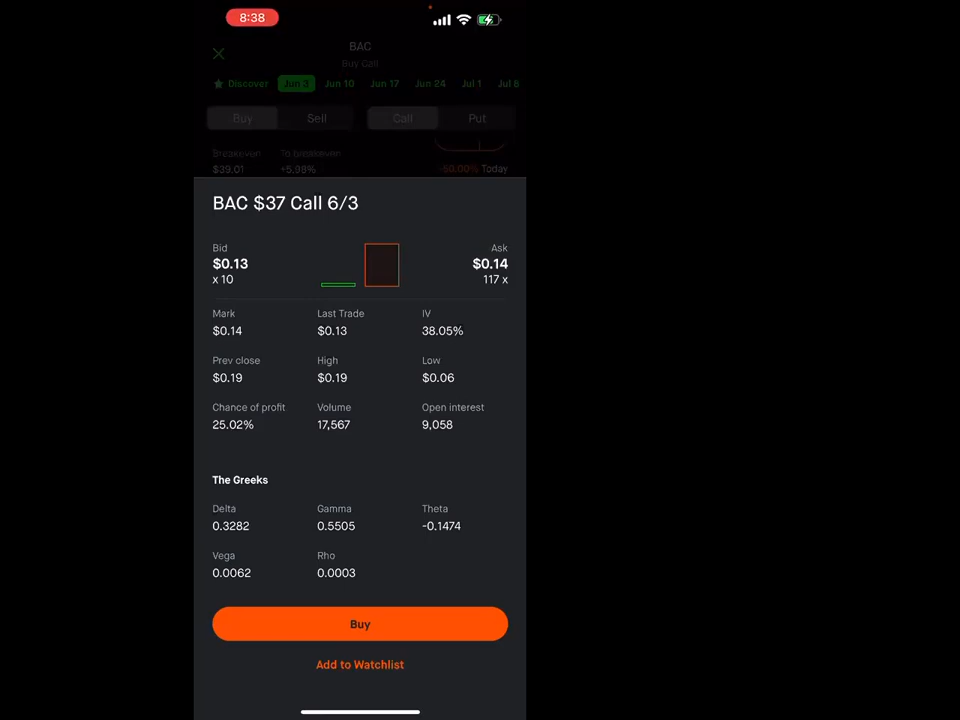 8:38
BAC
Buy Call
Discover Jun 3 Jun 10 Jun 17 Jun 24 Jul 1 Jul 8
Buy Sell Call Put
Breakeven To breakeven
$39.01 +5.98% -50.00% Today
BAC $37 Call 6/3
Bid Ask
$0.13 $0.14
x 10 117 x
Mark Last Trade IV
$0.14 $0.13 38.05%
Prev close High Low
$0.19 $0.19 $0.06
Chance of profit Volume Open interest
25.02% 17,567 9,058
The Greeks
Delta Gamma Theta
0.3282 0.5505 -0.1474
Vega Rho
0.0062 0.0003
Buy
Add to Watchlist